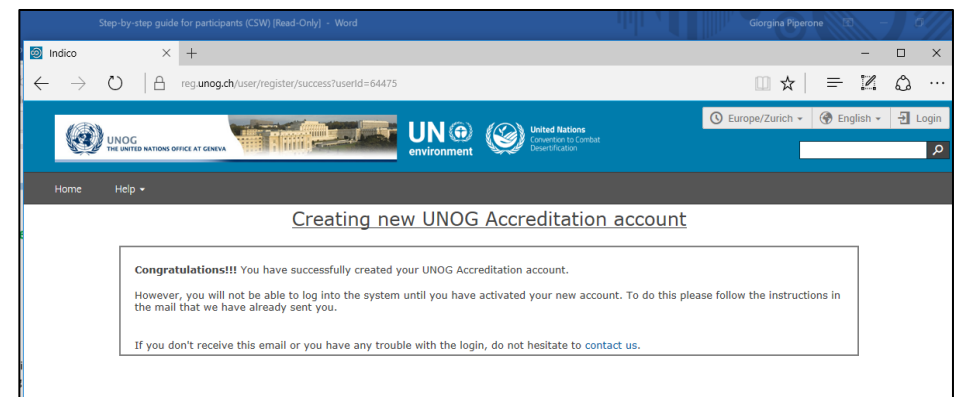 Step-by-step guide for participants (CSW) [Read-Only] - Word
Giorgina Piperone
Indico
reg.unog.ch/user/register/success?userId=64475
Europe/Zurich
English
Login
UNOG
THE UNITED NATIONS OFFICE AT GENEVA
UN
environment
United Nations
Convention to Combat
Desertification
Home Help
Creating new UNOG Accreditation account
Congratulations!!! You have successfully created your UNOG Accreditation account.
However, you will not be able to log into the system until you have activated your new account. To do this please follow the instructions in
the mail that we have already sent you.
If you don't receive this email or you have any trouble with the login, do not hesitate to contact us.